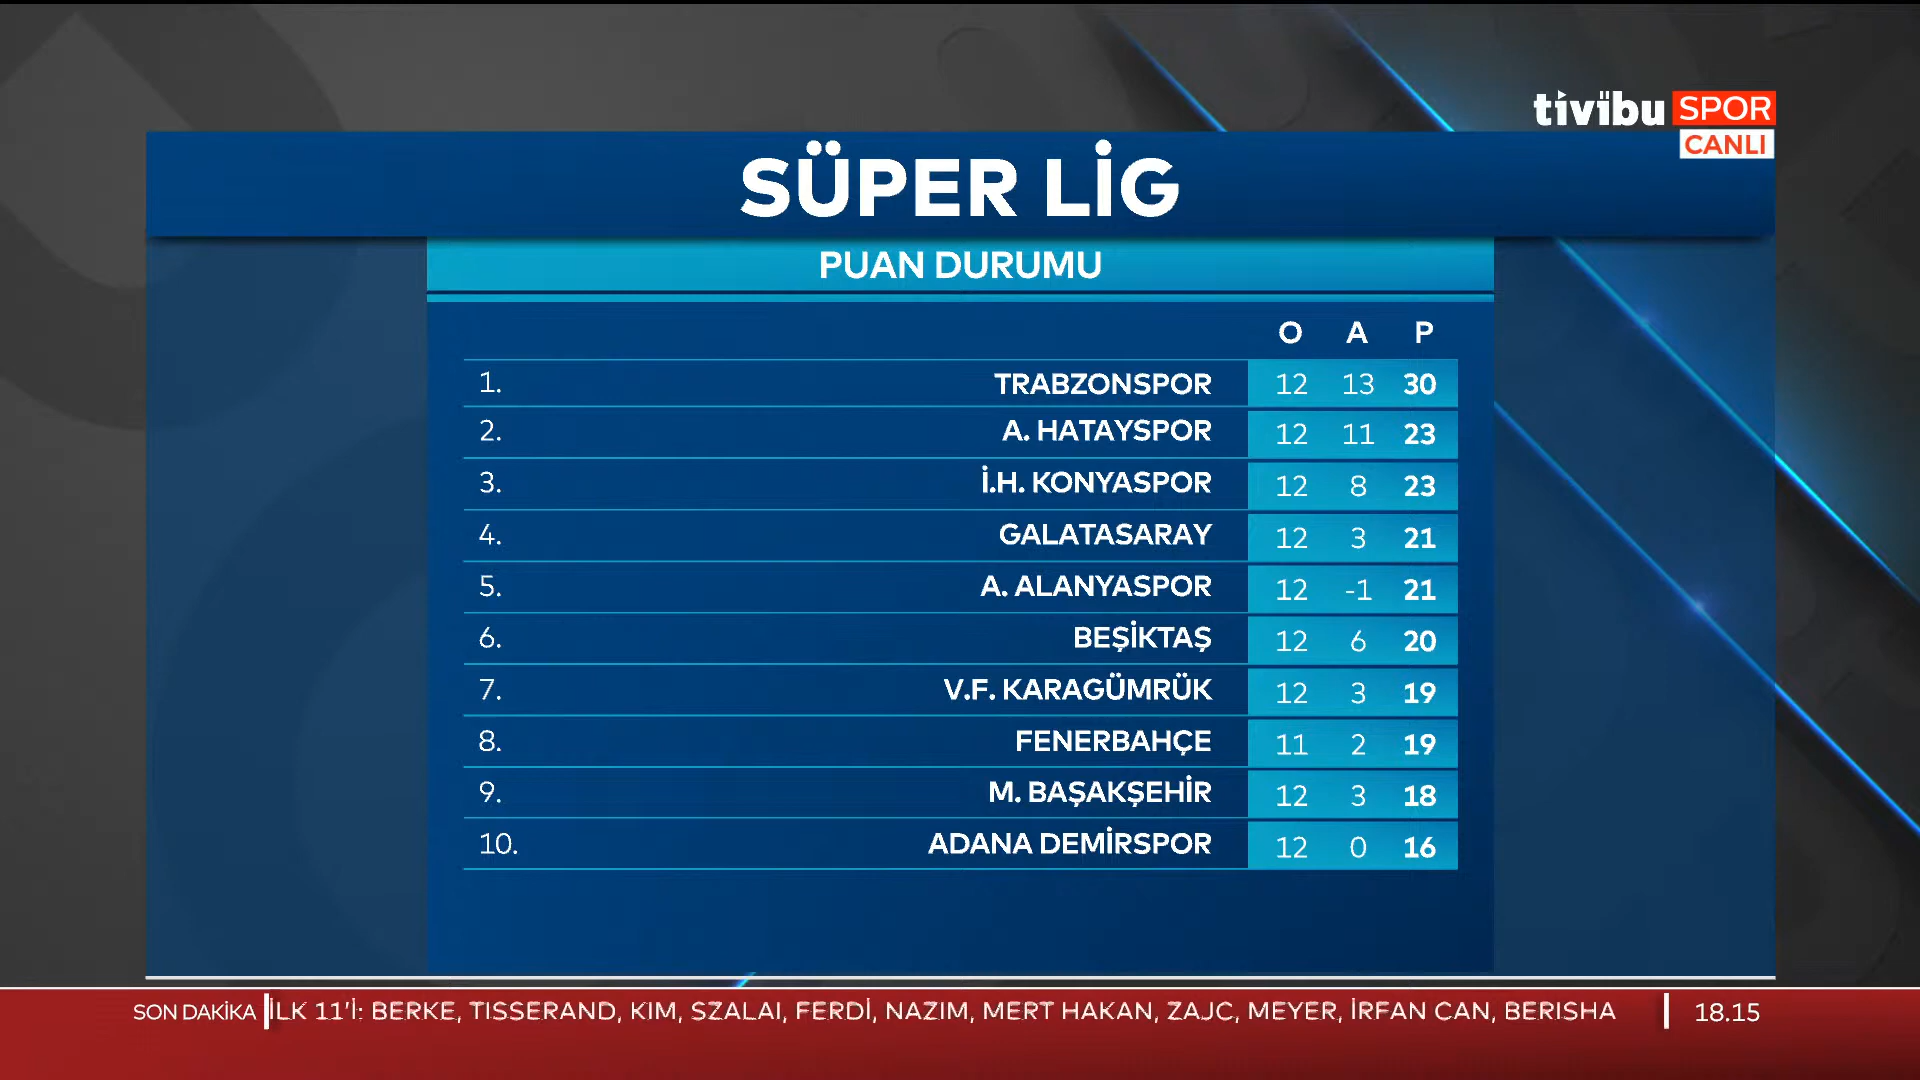 tivibu SPOR
CANLI
SÜPER LİG
PUAN DURUMU
O A P
1. TRABZONSPOR 12 13 30
2. A. HATAYSPOR 12 11 23
3. İ.H. KONYASPOR 12 8 23
4. GALATASARAY 12 3 21
5. A. ALANYASPOR 12 -1 21
6. BEŞİKTAŞ 12 6 20
7. V.F. KARAGÜMRÜK 12 3 19
8. FENERBAHÇE 11 2 19
9. M. BAŞAKŞEHİR 12 3 18
10. ADANA DEMİRSPOR 12 0 16
SON DAKİKA İLK 11'İ: BERKE, TISSERAND, KIM, SZALAI, FERDİ, NAZIM, MERT HAKAN, ZAJC, MEYER, İRFAN CAN, BERISHA 18.15